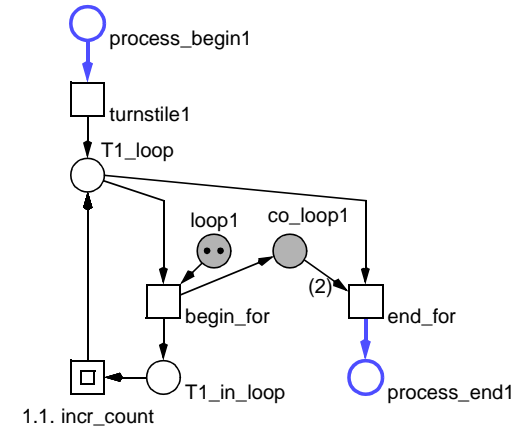 process_begin1
turnstile1
T1_loop
loop1
co_loop1
(2)
begin_for
end_for
T1_in_loop
process_end1
1.1. incr_count